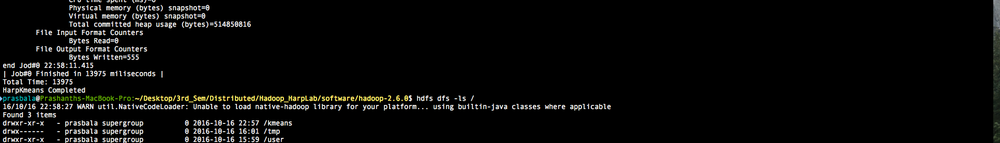 CPU time spent (ms)=0
Physical memory (bytes) snapshot=0
Virtual memory (bytes) snapshot=0
Total committed heap usage (bytes)=514850816
File Input Format Counters
Bytes Read=0
File Output Format Counters
Bytes Written=555
end Jod#0 22:58:11.415
| Job#0 Finished in 13975 miliseconds |
Total Time: 13975
HarpKmeans Completed
prasbala@Prashanths-MacBook-Pro:~/Desktop/3rd_Sem/Distributed/Hadoop_HarpLab/software/hadoop-2.6.0$ hdfs dfs -ls /
16/10/16 22:58:27 WARN util.NativeCodeLoader: Unable to load native-hadoop library for your platform... using builtin-java classes where applicable
Found 3 items
drwxr-xr-x   - prasbala supergroup          0 2016-10-16 22:57 /kmeans
drwx------   - prasbala supergroup          0 2016-10-16 16:01 /tmp
drwxr-xr-x   - prasbala supergroup          0 2016-10-16 15:59 /user